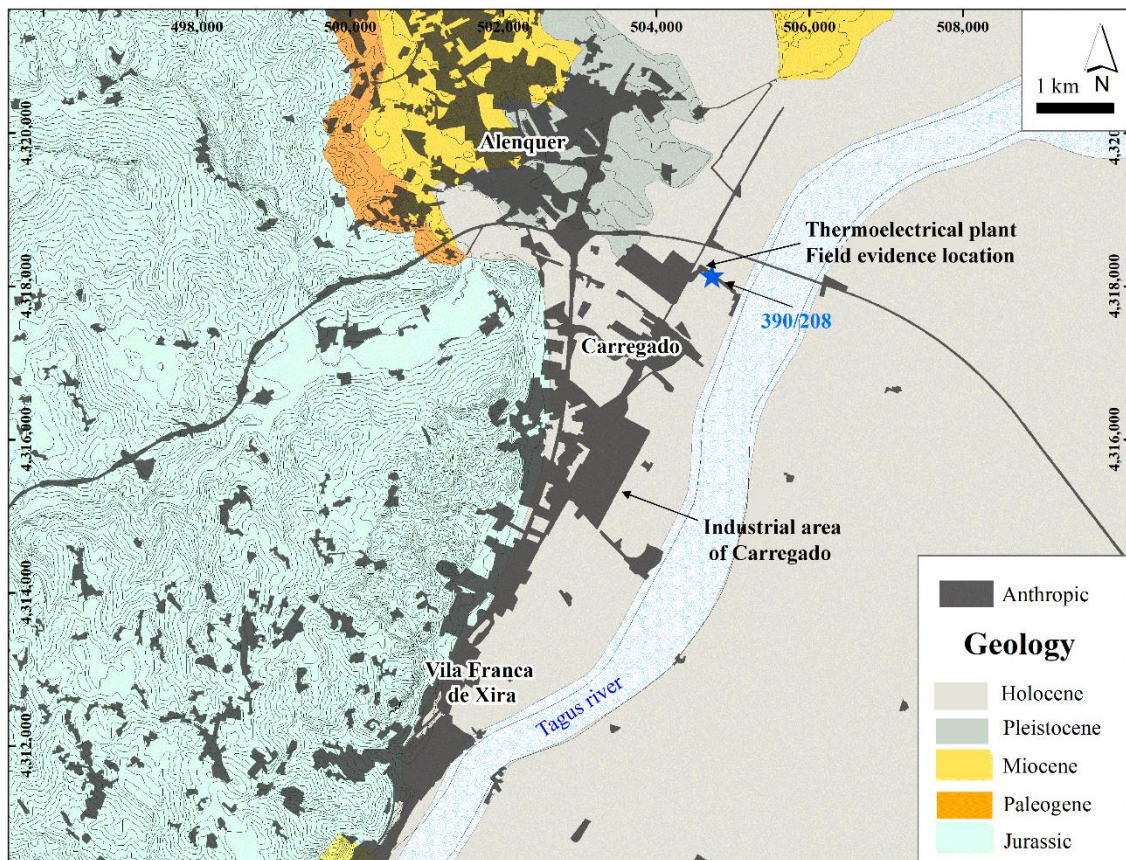 498,000
500,000
502,000
504,000
506,000
508,000
1 km
N
4,320,000
4,318,000
4,316,000
4,314,000
4,312,000
4,320
4,318,000
4,316,000
Alenquer
Thermoelectrical plant
Field evidence location
390/208
Carregado
Industrial area
of Carregado
Vila Franca
de Xira
Tagus river
Anthropic
Geology
Holocene
Pleistocene
Miocene
Paleogene
Jurassic